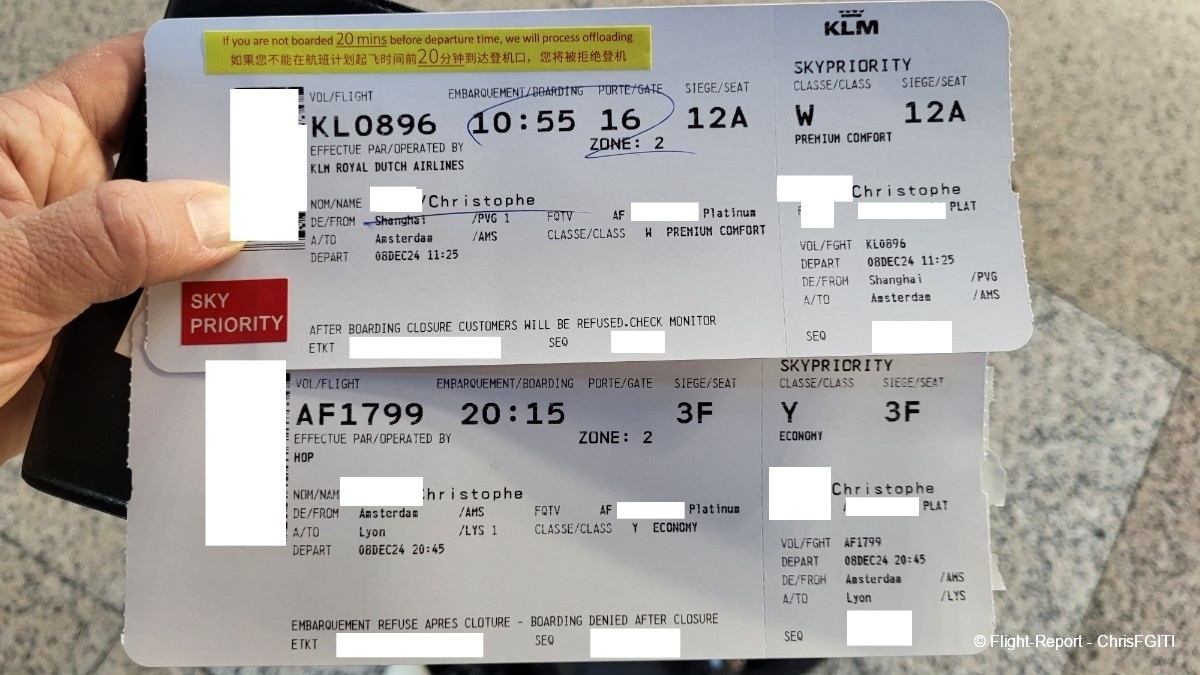 If you are not boarded 20 mins before departure time, we will process offloading
如果您不能在航班计划起飞时间前20分钟到达登机口，您将被拒绝登机
VOL/FLIGHT EMBARQUEMENT/BOARDING PORTE/GATE SIEGE/SEAT
KL0896 10:55 16 12A
ZONE: 2
EFFECTUE PAR/OPERATED BY
KLM ROYAL DUTCH AIRLINES
NOM/NAME /Christophe
DE/FROM Shanghai /PVG 1 FQTV AF Platinum
A/TO Amsterdam /AMS CLASSE/CLASS W PREMIUM COMFORT
DEPART 08DEC24 11:25
SKY
PRIORITY
AFTER BOARDING CLOSURE CUSTOMERS WILL BE REFUSED.CHECK MONITOR
ETKT SEQ
KLM
SKYPRIORITY
CLASSE/CLASS SIEGE/SEAT
W 12A
PREMIUM COMFORT
Christophe
PLAT
VOL/FGHT KL0896
DEPART 08DEC24 11:25
DE/FROM Shanghai /PVG
A/TO Amsterdam /AMS
SEQ
VOL/FLIGHT EMBARQUEMENT/BOARDING PORTE/GATE SIEGE/SEAT
AF1799 20:15 3F
ZONE: 2
EFFECTUE PAR/OPERATED BY
HOP
NOM/NAM Christophe
DE/FROM Amsterdam /AMS FQTV AF Platinum
A/TO Lyon /LYS 1 CLASSE/CLASS Y ECONOMY
DEPART 08DEC24 20:45
EMBARQUEMENT REFUSE APRES CLOTURE - BOARDING DENIED AFTER CLOSURE
ETKT SEQ
SKYPRIORITY
CLASSE/CLASS SIEGE/SEAT
Y 3F
ECONOMY
Christophe
PLAT
VOL/FGHT AF1799
DEPART 08DEC24 20:45
DE/FROM Amsterdam /AMS
A/TO Lyon /LYS
SEQ
© Flight-Report - ChrisFGITI